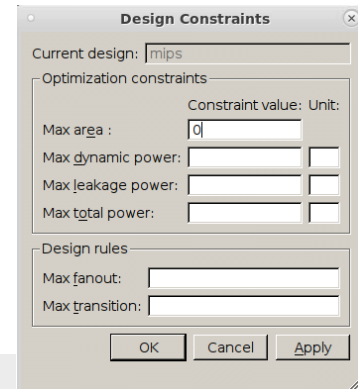 Design Constraints
Current design: mips
Optimization constraints
Constraint value: Unit:
Max area : 0
Max dynamic power:
Max leakage power:
Max total power:
Design rules
Max fanout:
Max transition:
OK Cancel Apply